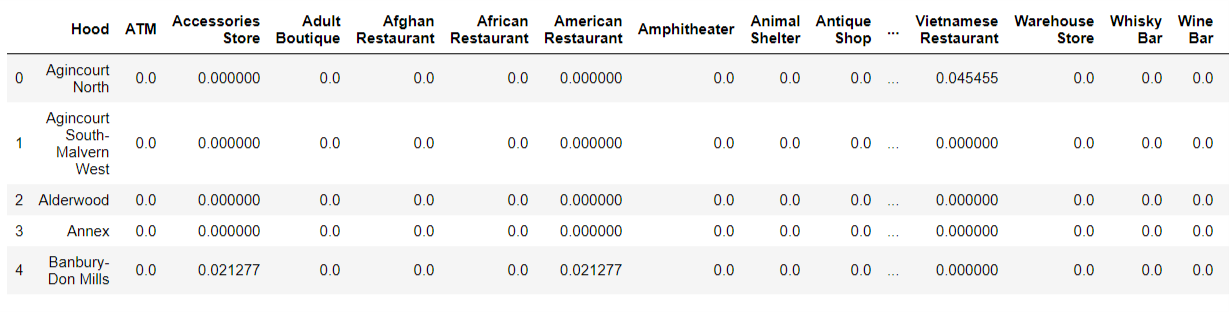 Hood ATM Accessories Store Adult Boutique Afghan Restaurant African Restaurant American Restaurant Amphitheater Animal Shelter Antique Shop ... Vietnamese Restaurant Warehouse Store Whisky Bar Wine Bar
0 Agincourt North 0.0 0.000000 0.0 0.0 0.0 0.000000 0.0 0.0 0.0 ... 0.045455 0.0 0.0 0.0
1 Agincourt South-Malvern West 0.0 0.000000 0.0 0.0 0.0 0.000000 0.0 0.0 0.0 ... 0.000000 0.0 0.0 0.0
2 Alderwood 0.0 0.000000 0.0 0.0 0.0 0.000000 0.0 0.0 0.0 ... 0.000000 0.0 0.0 0.0
3 Annex 0.0 0.000000 0.0 0.0 0.0 0.000000 0.0 0.0 0.0 ... 0.000000 0.0 0.0 0.0
4 Banbury-Don Mills 0.0 0.021277 0.0 0.0 0.0 0.021277 0.0 0.0 0.0 ... 0.000000 0.0 0.0 0.0